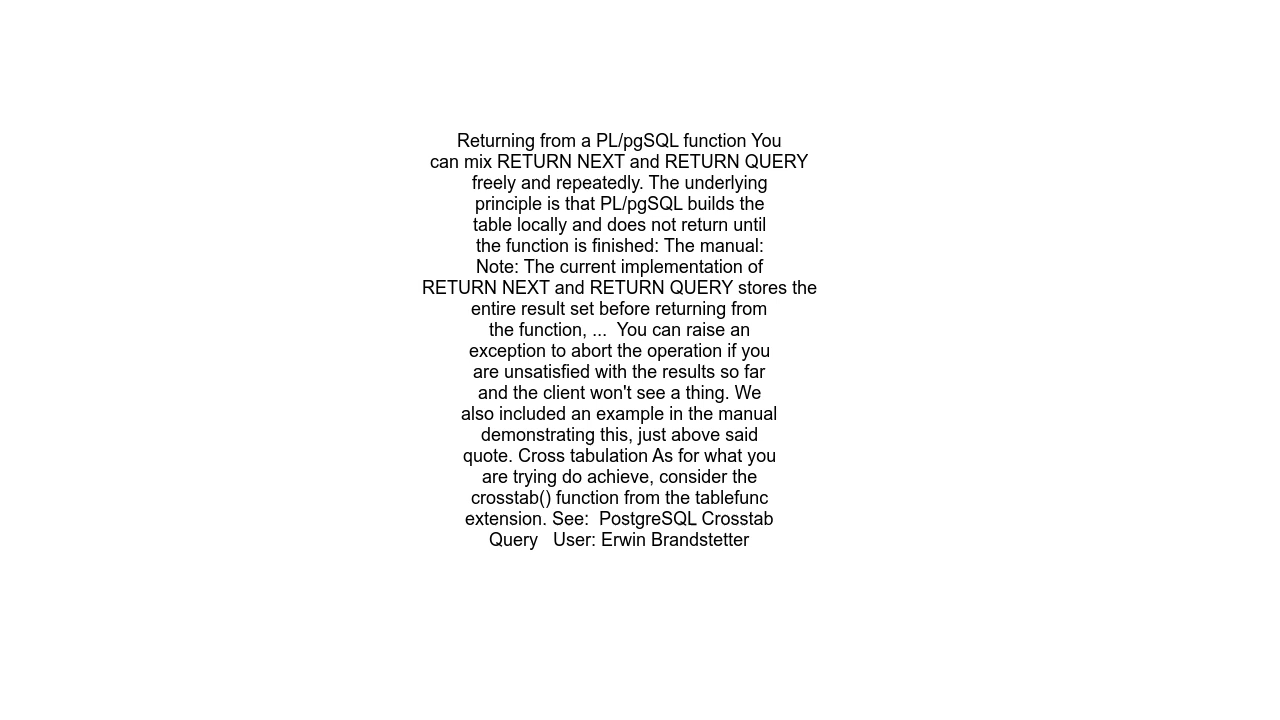 Returning from a PL/pgSQL function You
can mix RETURN NEXT and RETURN QUERY
freely and repeatedly. The underlying
principle is that PL/pgSQL builds the
table locally and does not return until
the function is finished: The manual:
Note: The current implementation of
RETURN NEXT and RETURN QUERY stores the
entire result set before returning from
the function, ...  You can raise an
exception to abort the operation if you
are unsatisfied with the results so far
and the client won't see a thing. We
also included an example in the manual
demonstrating this, just above said
quote. Cross tabulation As for what you
are trying do achieve, consider the
crosstab() function from the tablefunc
extension. See:  PostgreSQL Crosstab
Query   User: Erwin Brandstetter